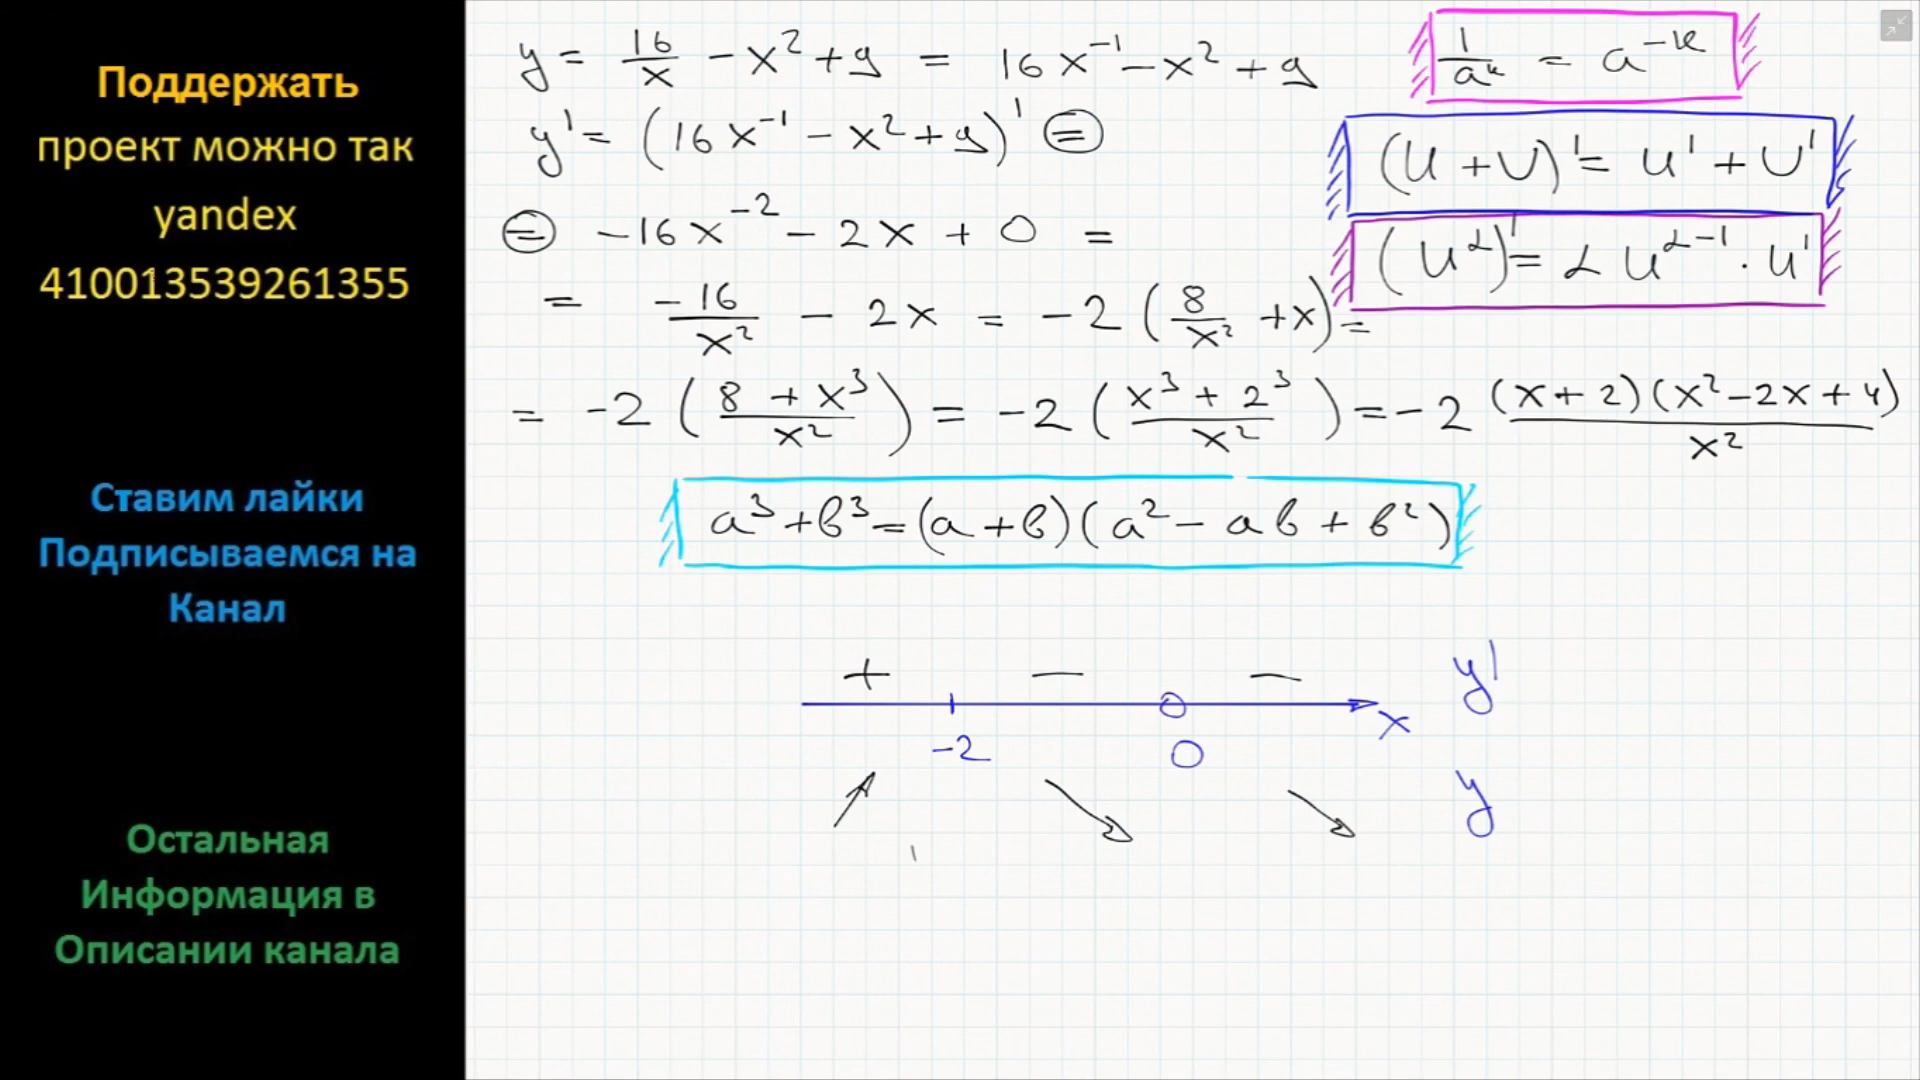 Поддержать
проект можно так
yandex
410013539261355
Ставим лайки
Подписываемся на
Канал
Остальная
Информация в
Описании канала
y = 16/x - x² + 9 = 16x⁻¹ - x² + 9
1/aᵏ = a⁻ᵏ
y' = (16x⁻¹ - x² + 9)' =
(u + v)' = u' + v'
= -16x⁻² - 2x + 0 =
(u^α)' = α u^(α-1) · u'
= -16/x² - 2x = -2 (8/x² + x) =
= -2 ((8 + x³)/x²) = -2 ((x³ + 2³)/x²) = -2 (x + 2)(x² - 2x + 4)/x²
a³ + b³ = (a + b)(a² - ab + b²)
+ - - y'
-2 0 x
y